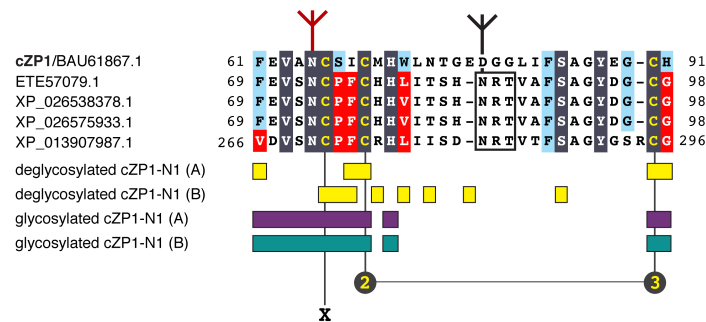 cZP1/BAU61867.1 61 FEVANCSICMHWLNTGEDGGLIFSAGYEG-CH 91
ETE57079.1 69 FEVSNCPFCHHLITSH-NRTVAFSAGYDG-CG 98
XP_026538378.1 69 FEVSNCPFCHHVITSH-NRTVAFSAGYDG-CG 98
XP_026575933.1 69 FEVSNCPFCHHVITSH-NRTVAFSAGYDG-CG 98
XP_013907987.1 266 VDVSNCPFCRHLIISD-NRTVTFSAGYGSRCG 296
deglycosylated cZP1-N1 (A)
deglycosylated cZP1-N1 (B)
glycosylated cZP1-N1 (A)
glycosylated cZP1-N1 (B)
2 3
X